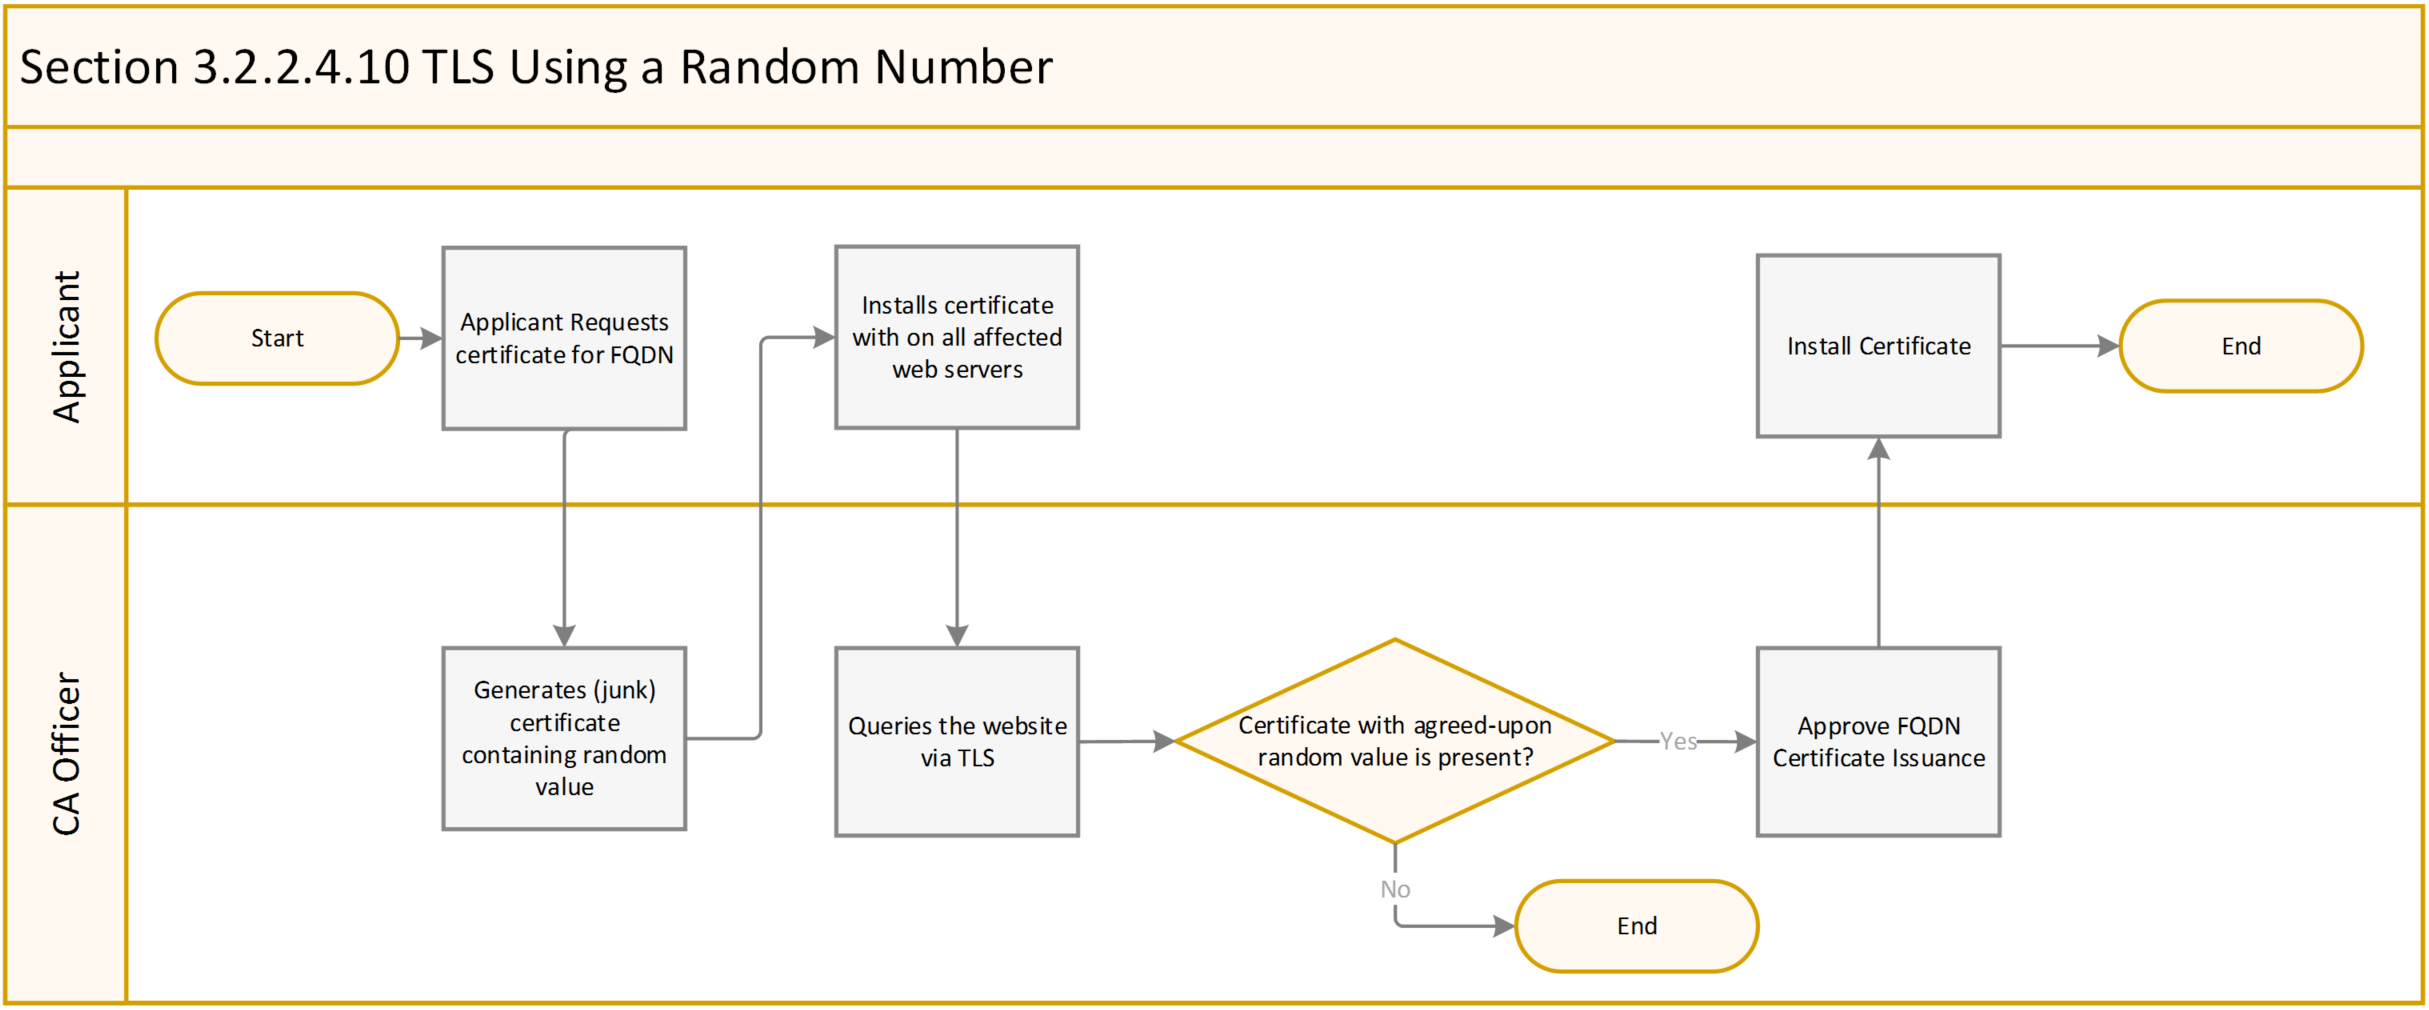 Section 3.2.2.4.10 TLS Using a Random Number
Applicant
Start
Applicant Requests
certificate for FQDN
Installs certificate
with on all affected
web servers
Install Certificate
End
CA Officer
Generates (junk)
certificate
containing random
value
Queries the website
via TLS
Certificate with agreed-upon
random value is present?
Yes
Approve FQDN
Certificate Issuance
No
End